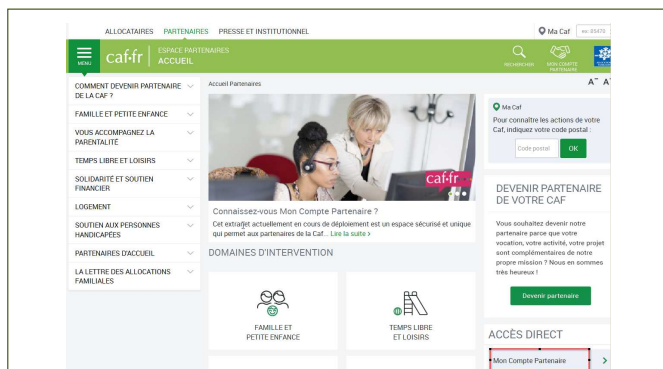 ALLOCATAIRES PARTENAIRES PRESSE ET INSTITUTIONNEL
Ma Caf ex: 85470
MENU
caf·fr
ESPACE PARTENAIRES
ACCUEIL
RECHERCHER
MON COMPTE
PARTENAIRE
COMMENT DEVENIR PARTENAIRE
DE LA CAF ?
FAMILLE ET PETITE ENFANCE
VOUS ACCOMPAGNEZ LA
PARENTALITÉ
TEMPS LIBRE ET LOISIRS
SOLIDARITÉ ET SOUTIEN
FINANCIER
LOGEMENT
SOUTIEN AUX PERSONNES
HANDICAPÉES
PARTENAIRES D'ACCUEIL
LA LETTRE DES ALLOCATIONS
FAMILIALES
Accueil Partenaires
A⁻ A⁺
caf·fr
Connaissez-vous Mon Compte Partenaire ?
Cet extranet actuellement en cours de déploiement est un espace sécurisé et unique
qui permet aux partenaires de la Caf... Lire la suite >
DOMAINES D'INTERVENTION
FAMILLE ET
PETITE ENFANCE
TEMPS LIBRE
ET LOISIRS
Ma Caf
Pour connaître les actions de votre
Caf, indiquez votre code postal :
Code postal OK
DEVENIR PARTENAIRE
DE VOTRE CAF
Vous souhaitez devenir notre
partenaire parce que votre
vocation, votre activité, votre projet
sont complémentaires de notre
propre mission ? Nous en sommes
très heureux !
Devenir partenaire
ACCÈS DIRECT
Mon Compte Partenaire